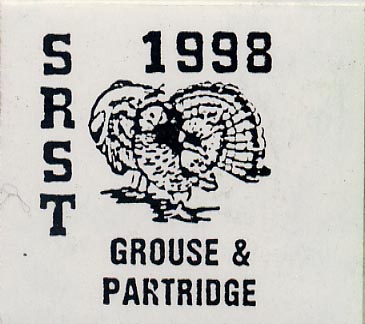 SRST
1998
GROUSE &
PARTRIDGE